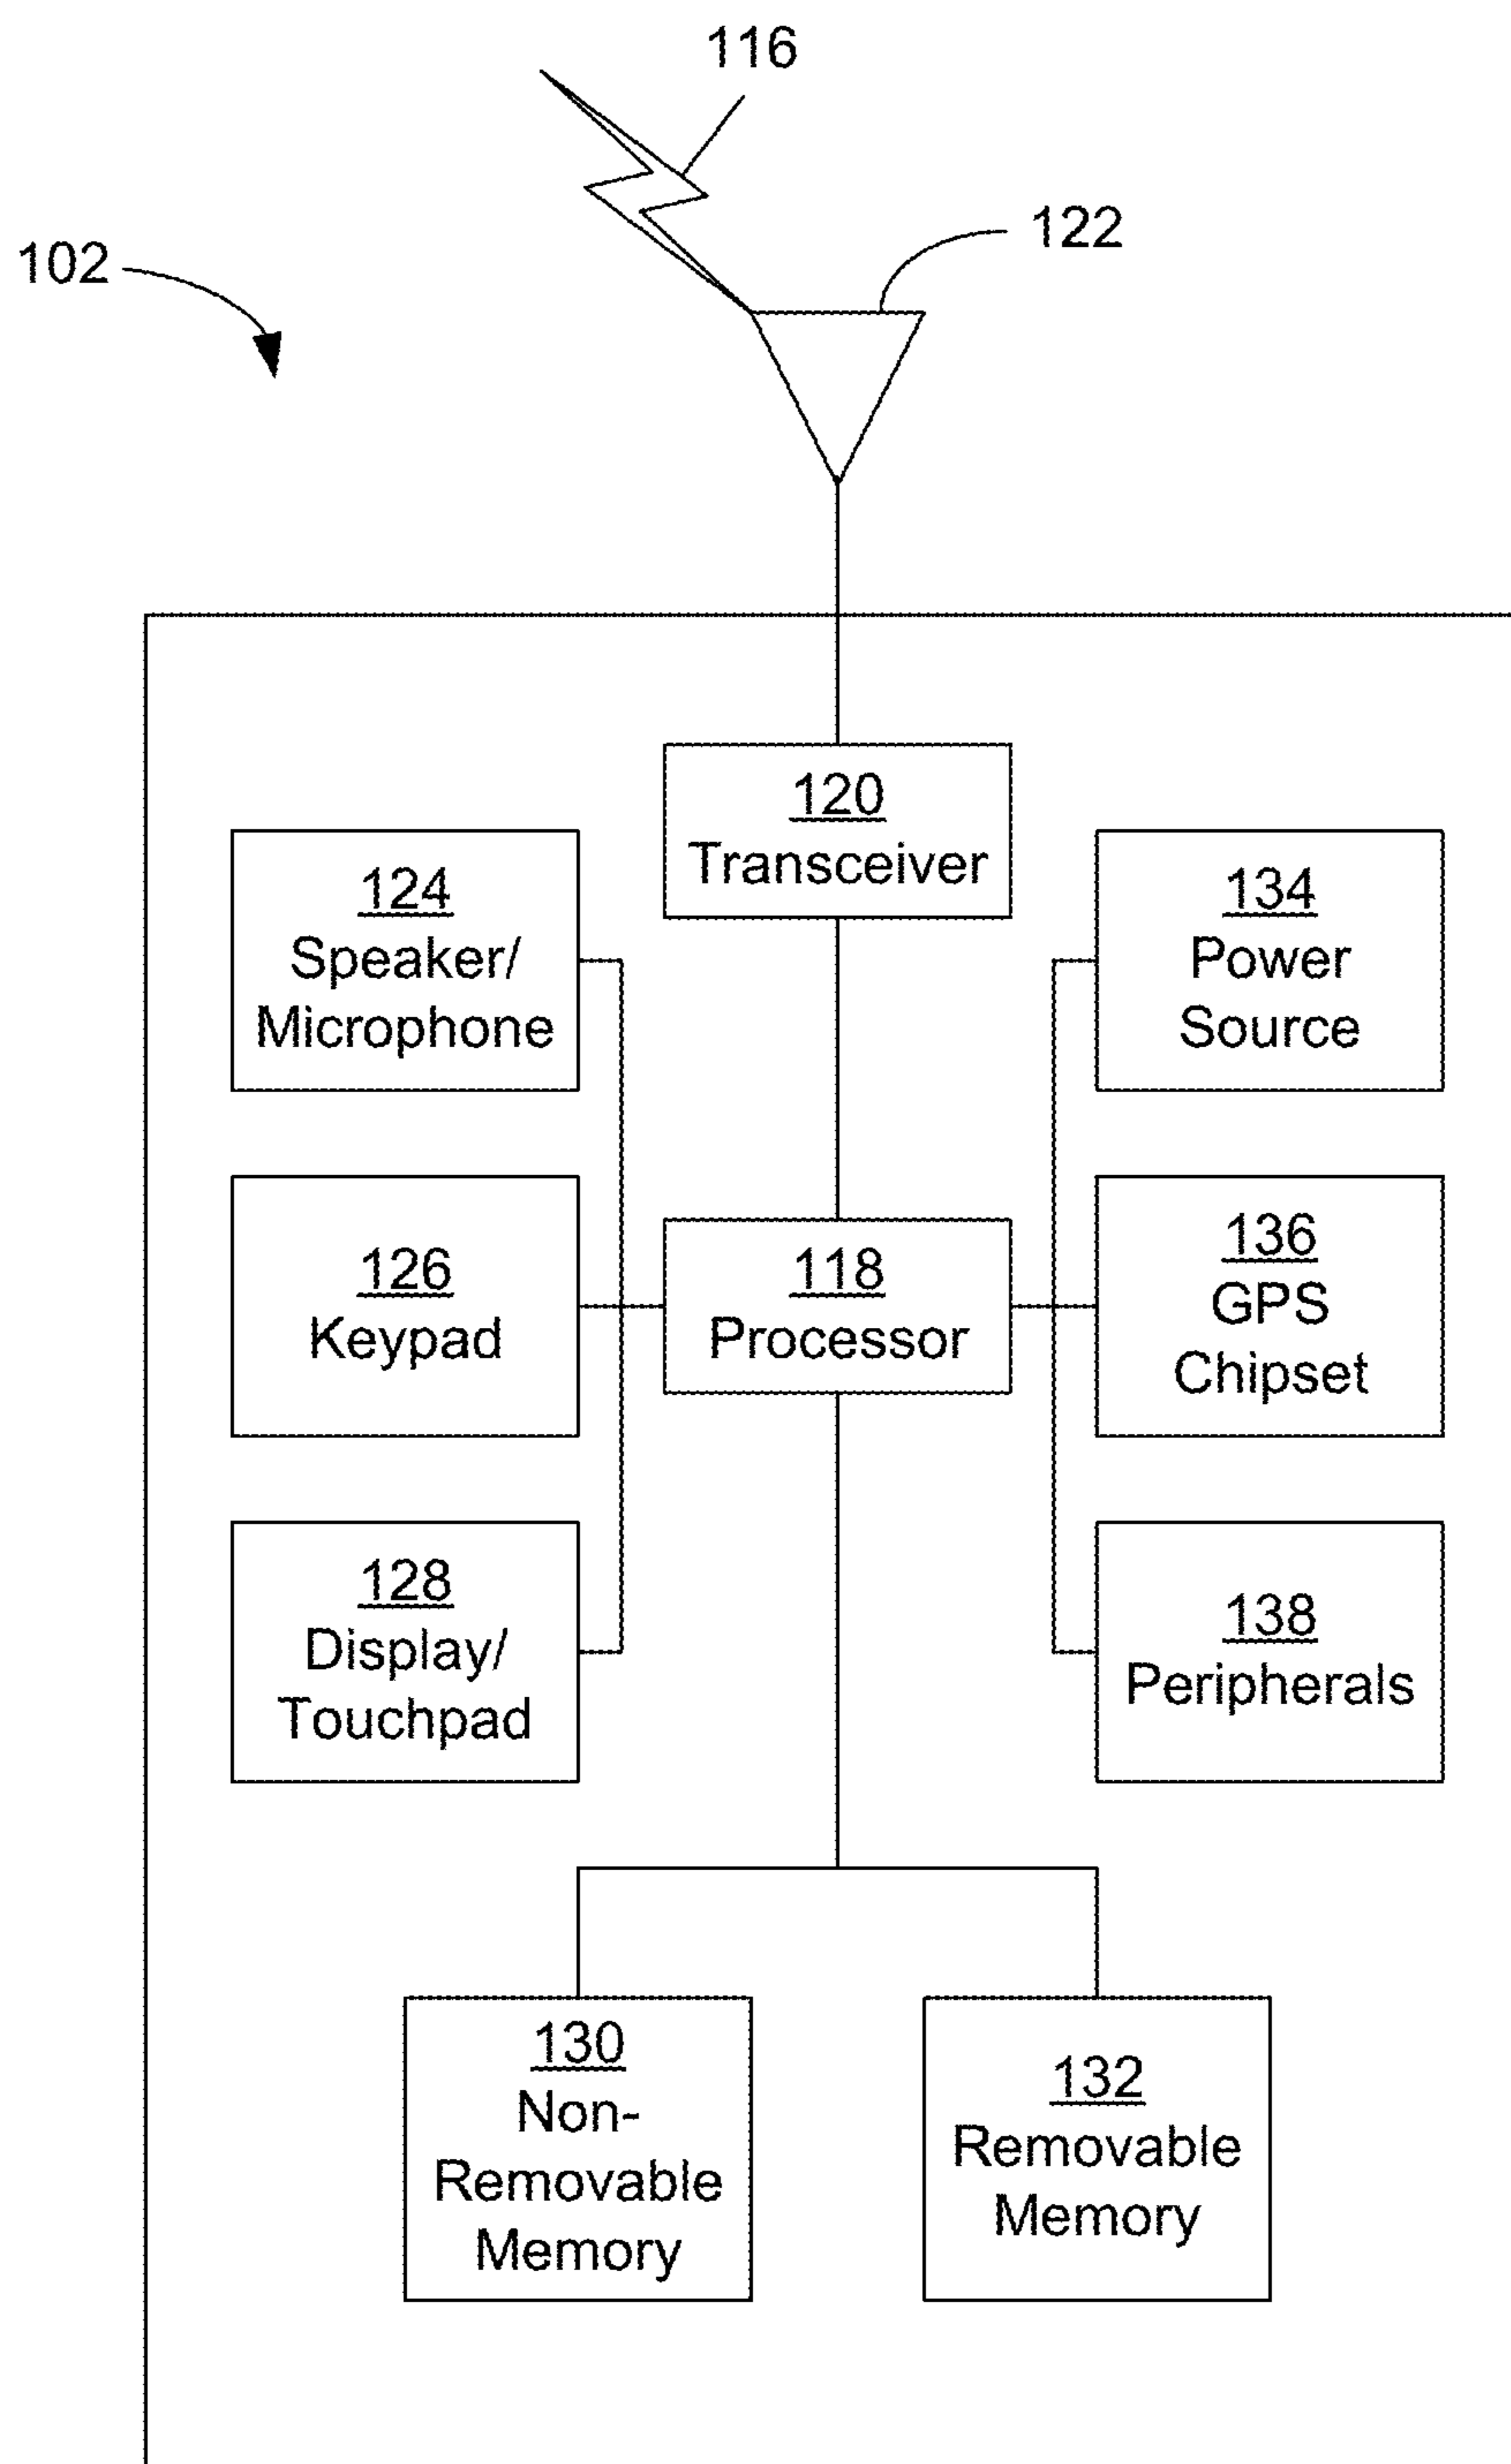 116
122
102
120
Transceiver
124
Speaker/
Microphone
134
Power
Source
126
Keypad
118
Processor
136
GPS
Chipset
128
Display/
Touchpad
138
Peripherals
130
Non-
Removable
Memory
132
Removable
Memory